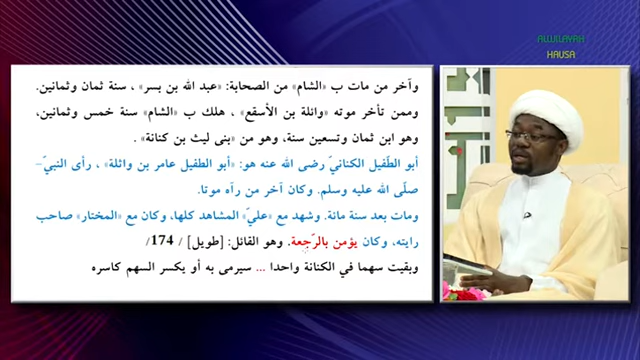 ALWILAYAH
HAUSA
وآخر من مات ب «الشام» من الصحابة: «عبد الله بن بسر» ، سنة ثمان وثمانين.
وممن تأخر موته «واثلة بن الأسقع» ، هلك ب «الشام» سنة خمس وثمانين،
وهو ابن ثمان وتسعين سنة، وهو من «بنى ليث بن كنانة» .
أبو الطّفيل الكنانيّ رضى الله عنه هو: «أبو الطفيل عامر بن واثلة» ، رأى النبيّ-
صلّى الله عليه وسلم. وكان آخر من رآه موتا.
ومات بعد سنة مائة. وشهد مع «عليّ» المشاهد كلها، وكان مع «المختار» صاحب
رايته، وكان يؤمن بالرّجعة. وهو القائل: [طويل] / 174/
وبقيت سهما في الكنانة واحدا ... سيرمى به أو يكسر السهم كاسره